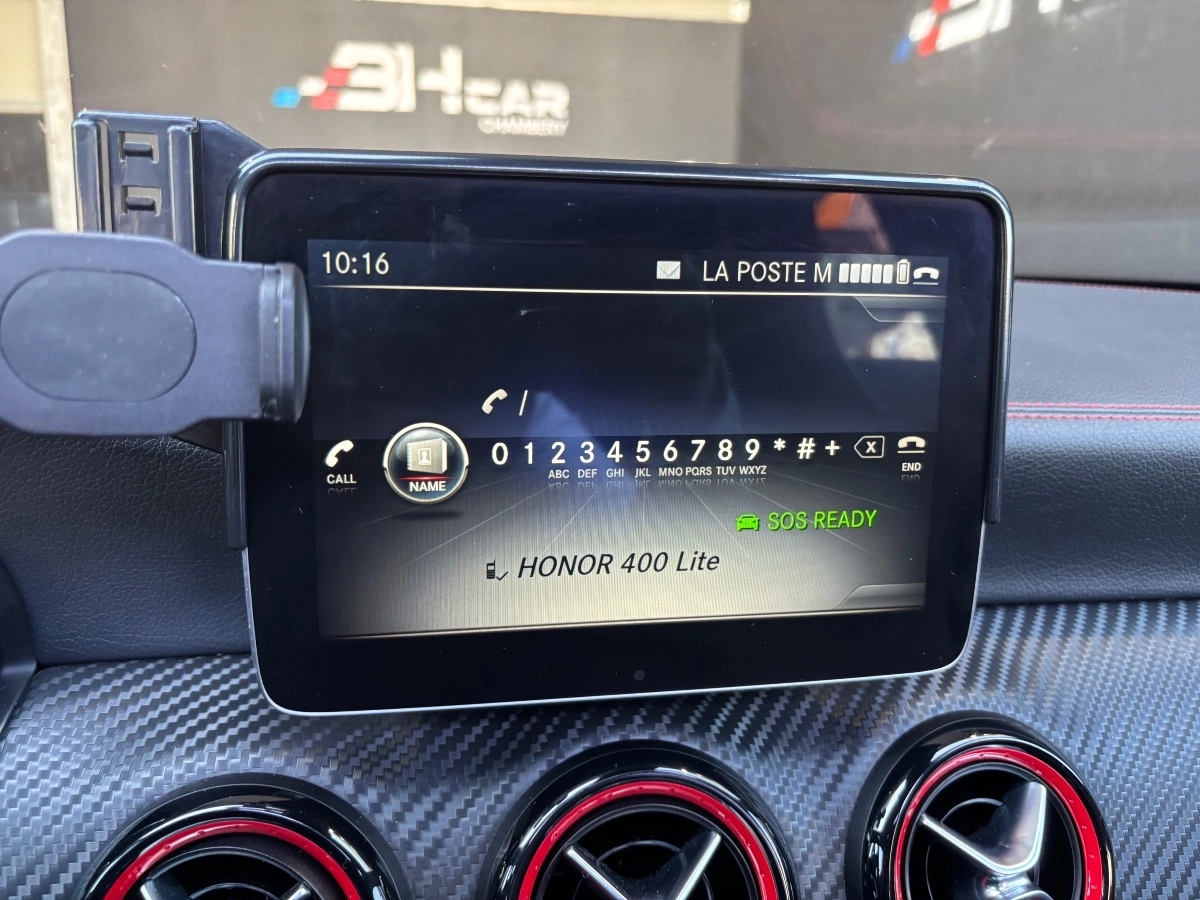 BHCAR
CHAMBERY
BH
10:16
LA POSTE M
/
CALL
NAME
0 1 2 3 4 5 6 7 8 9 * # +
X
ABC DEF GHI JKL MNO PQRS TUV WXYZ
END
SOS READY
HONOR 400 Lite